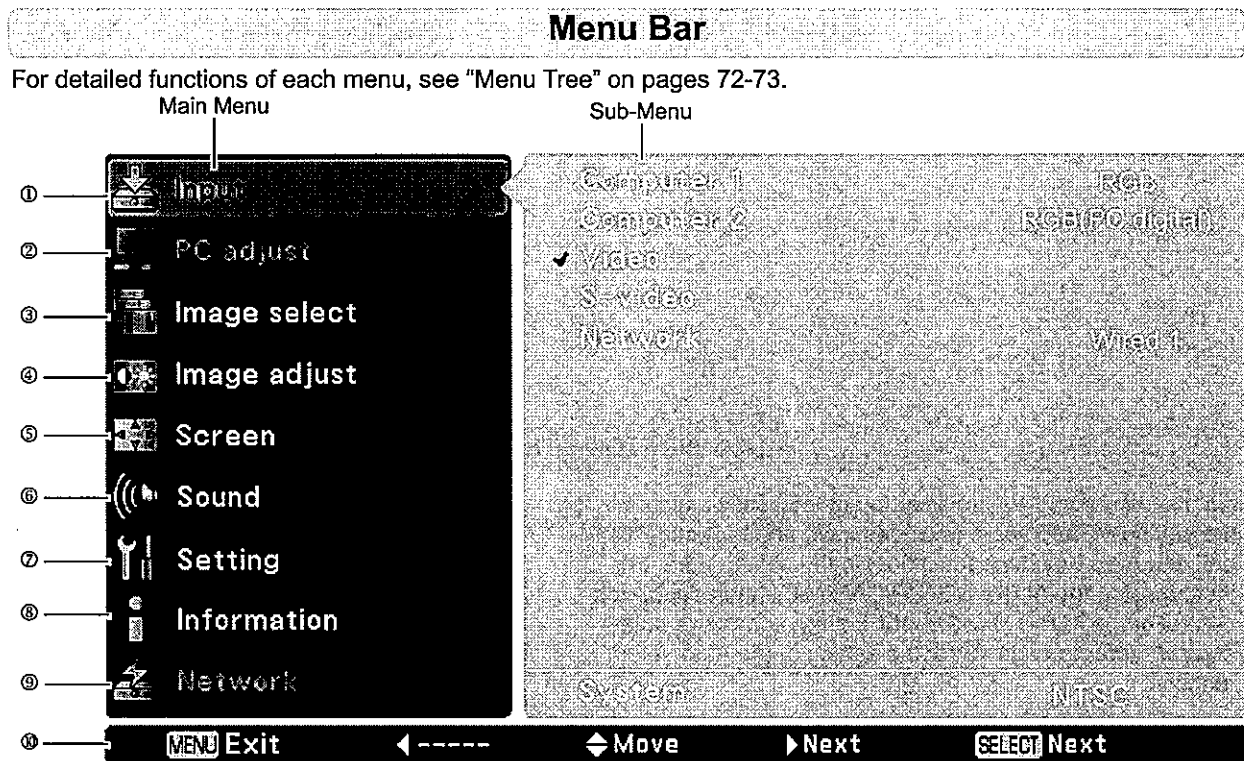 Menu Bar
For detailed functions of each menu, see "Menu Tree" on pages 72-73.
Main Menu
Sub-Menu
① Input
② PC adjust
③ Image select
④ Image adjust
⑤ Screen
⑥ Sound
⑦ Setting
⑧ Information
⑨ Network
Computer 1 RGB
Computer 2 RGB(PC digital)
✔ Video
S-video
Network Wired 1
System NTSC
⑩ MENU Exit ◀----- ◆Move ▶Next SELECT Next